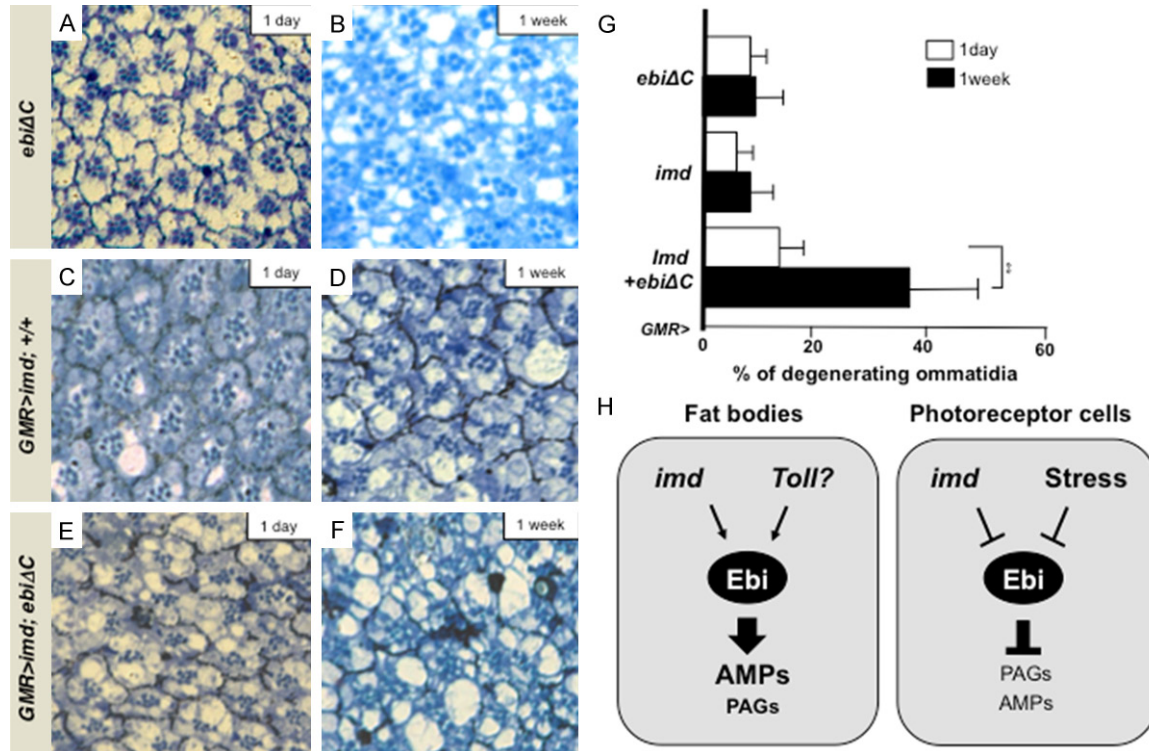 A
1 day
B
1 week
ebiΔC
C
1 day
D
1 week
GMR>imd; +/+
E
1 day
F
1 week
GMR>imd; ebiΔC
G
1day
1week
ebiΔC
imd
Imd
+ebiΔC
GMR>
0
20
40
60
% of degenerating ommatidia
H
Fat bodies
imd
Toll?
Ebi
AMPs
PAGs
Photoreceptor cells
imd
Stress
Ebi
PAGs
AMPs